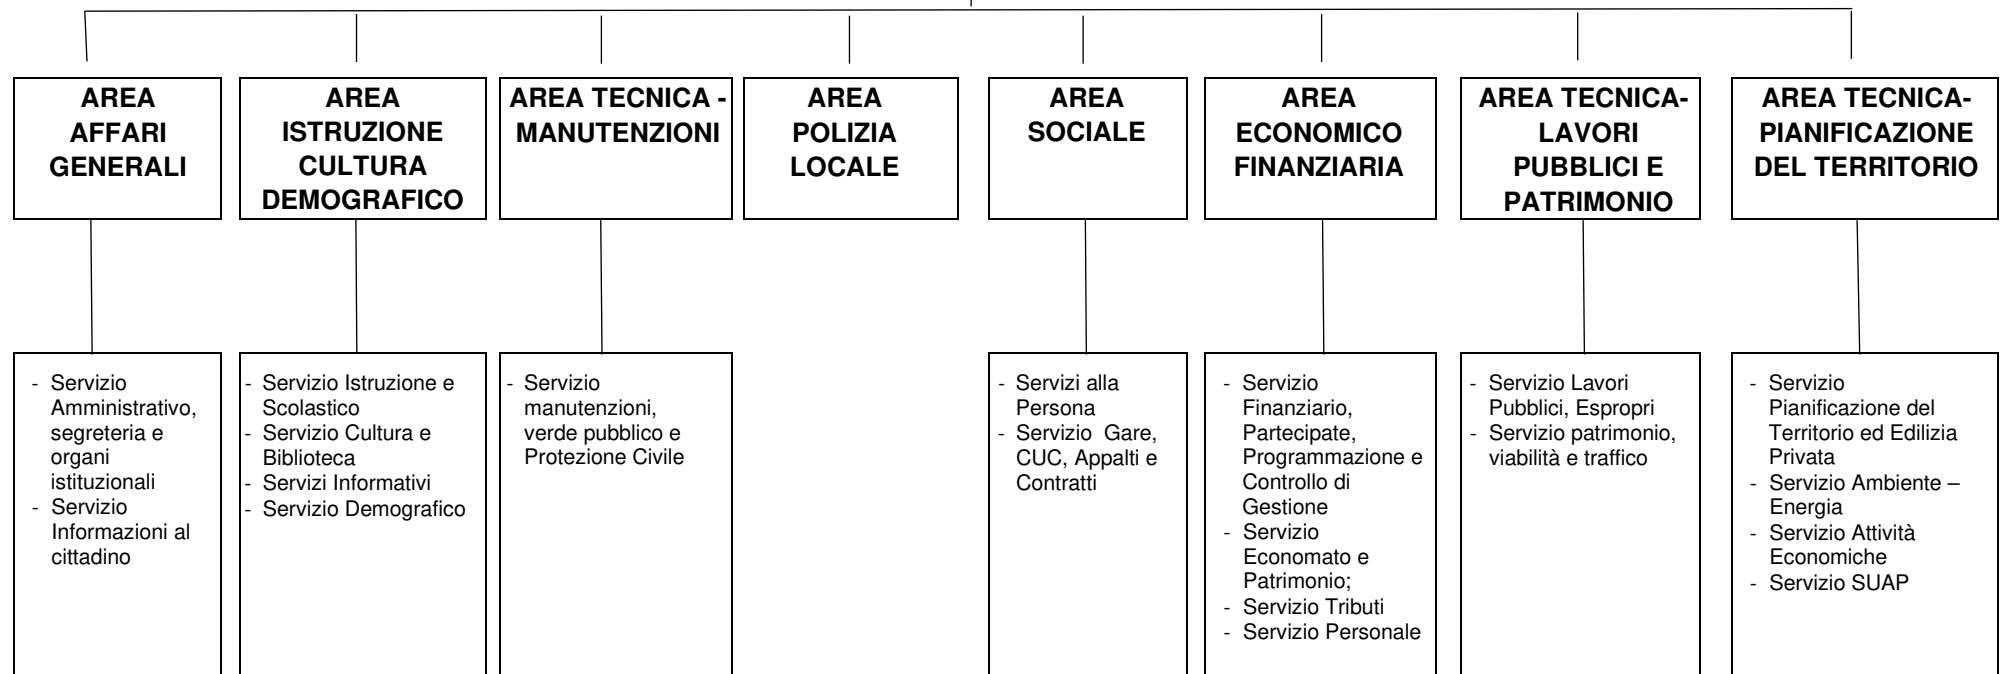 AREA
AFFARI
GENERALI
AREA
ISTRUZIONE
CULTURA
DEMOGRAFICO
AREA TECNICA -
MANUTENZIONI
AREA
POLIZIA
LOCALE
AREA
SOCIALE
AREA
ECONOMICO
FINANZIARIA
AREA TECNICA-
LAVORI
PUBBLICI E
PATRIMONIO
AREA TECNICA-
PIANIFICAZIONE
DEL TERRITORIO
- Servizio
Amministrativo,
segreteria e
organi
istituzionali
- Servizio
Informazioni al
cittadino
- Servizio Istruzione e
Scolastico
- Servizio Cultura e
Biblioteca
- Servizi Informativi
- Servizio Demografico
- Servizio
manutenzioni,
verde pubblico e
Protezione Civile
- Servizi alla
Persona
- Servizio Gare,
CUC, Appalti e
Contratti
- Servizio
Finanziario,
Partecipate,
Programmazione e
Controllo di
Gestione
- Servizio
Economato e
Patrimonio;
- Servizio Tributi
- Servizio Personale
- Servizio Lavori
Pubblici, Espropri
- Servizio patrimonio,
viabilità e traffico
- Servizio
Pianificazione del
Territorio ed Edilizia
Privata
- Servizio Ambiente –
Energia
- Servizio Attività
Economiche
- Servizio SUAP